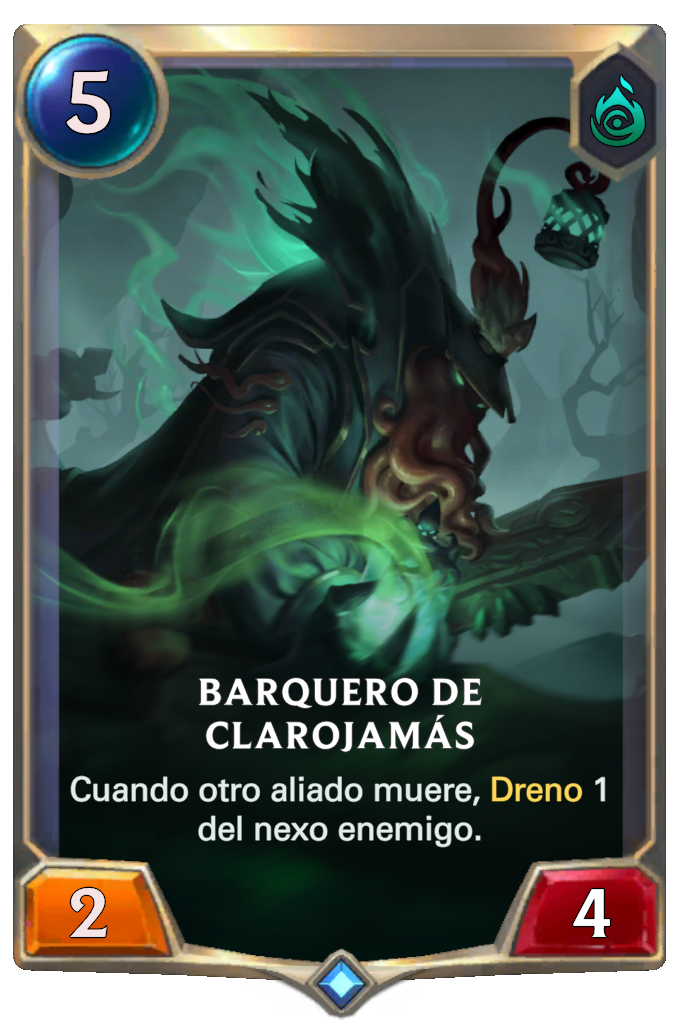 5
BARQUERO DE
CLAROJAMÁS
Cuando otro aliado muere, Dreno 1
del nexo enemigo.
2
4